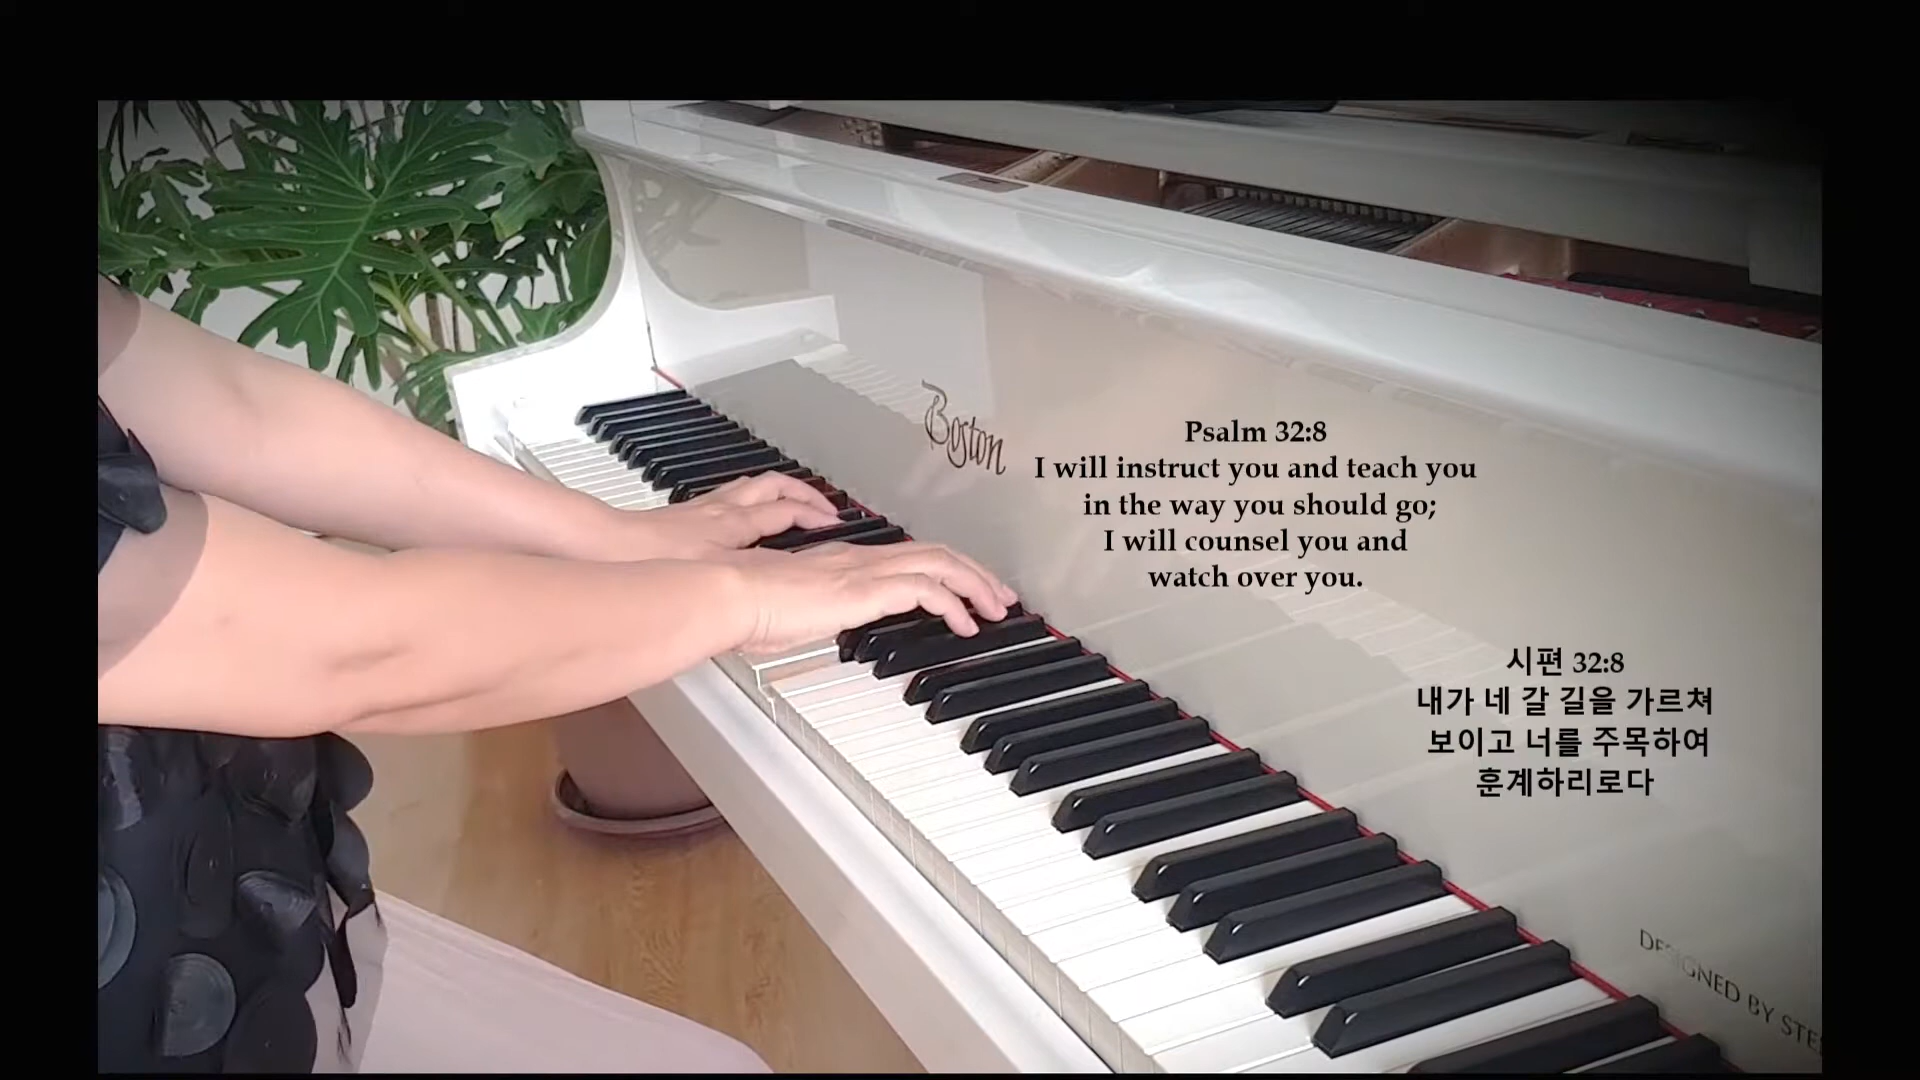 Boston
Psalm 32:8
I will instruct you and teach you
in the way you should go;
I will counsel you and
watch over you.
시편 32:8
내가 네 갈 길을 가르쳐
보이고 너를 주목하여
훈계하리로다
DESIGNED BY